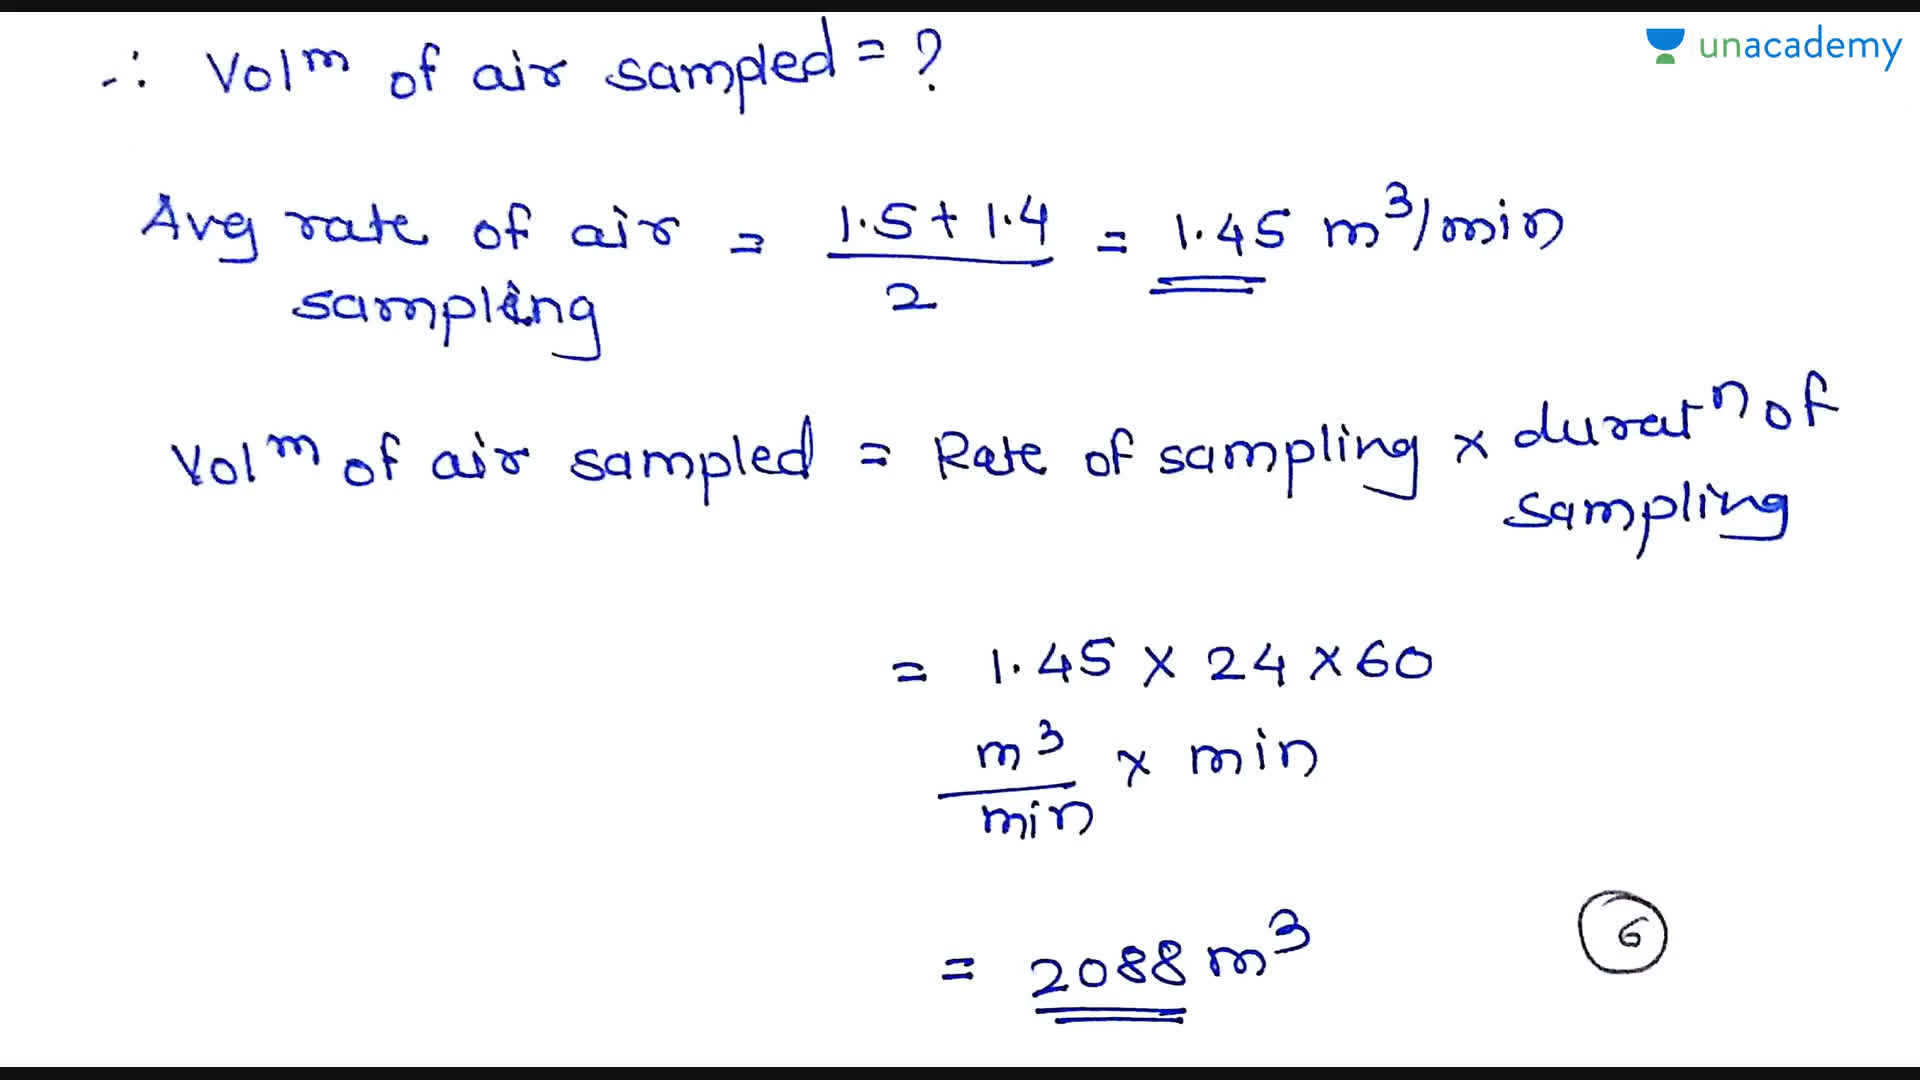 unacademy
∴ Volᵐ of air sampled = ?
Avg rate of air sampling = (1.5 + 1.4)/2 = 1.45 m³/min
Volᵐ of air sampled = Rate of sampling × duratⁿ of sampling
= 1.45 × 24 × 60
m³/min × min
= 2088 m³
6